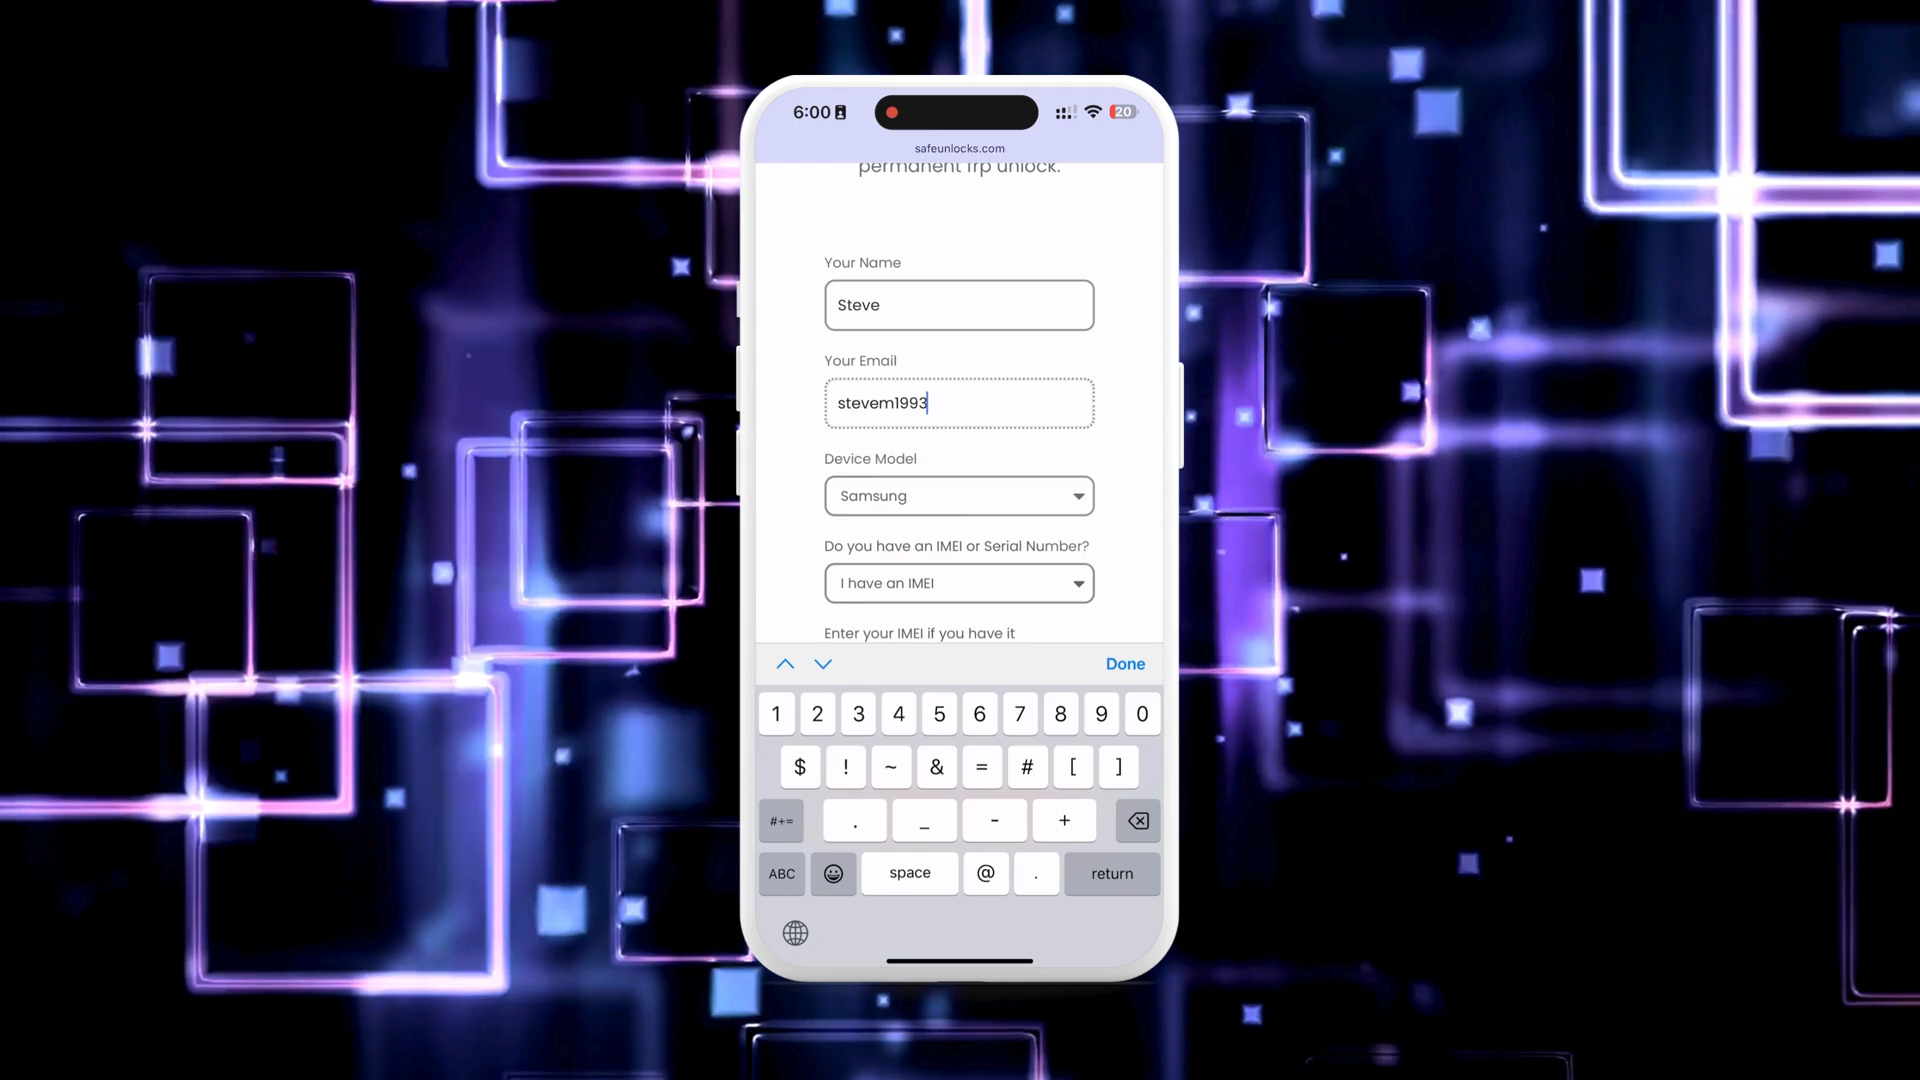 6:00
20
safeunlocks.com
permanent frp unlock.
Your Name
Steve
Your Email
stevem1993
Device Model
Samsung
Do you have an IMEI or Serial Number?
I have an IMEI
Enter your IMEI if you have it
Done
1 2 3 4 5 6 7 8 9 0
$ ! ~ & = # [ ]
#+= . _ - +
ABC space @ . return